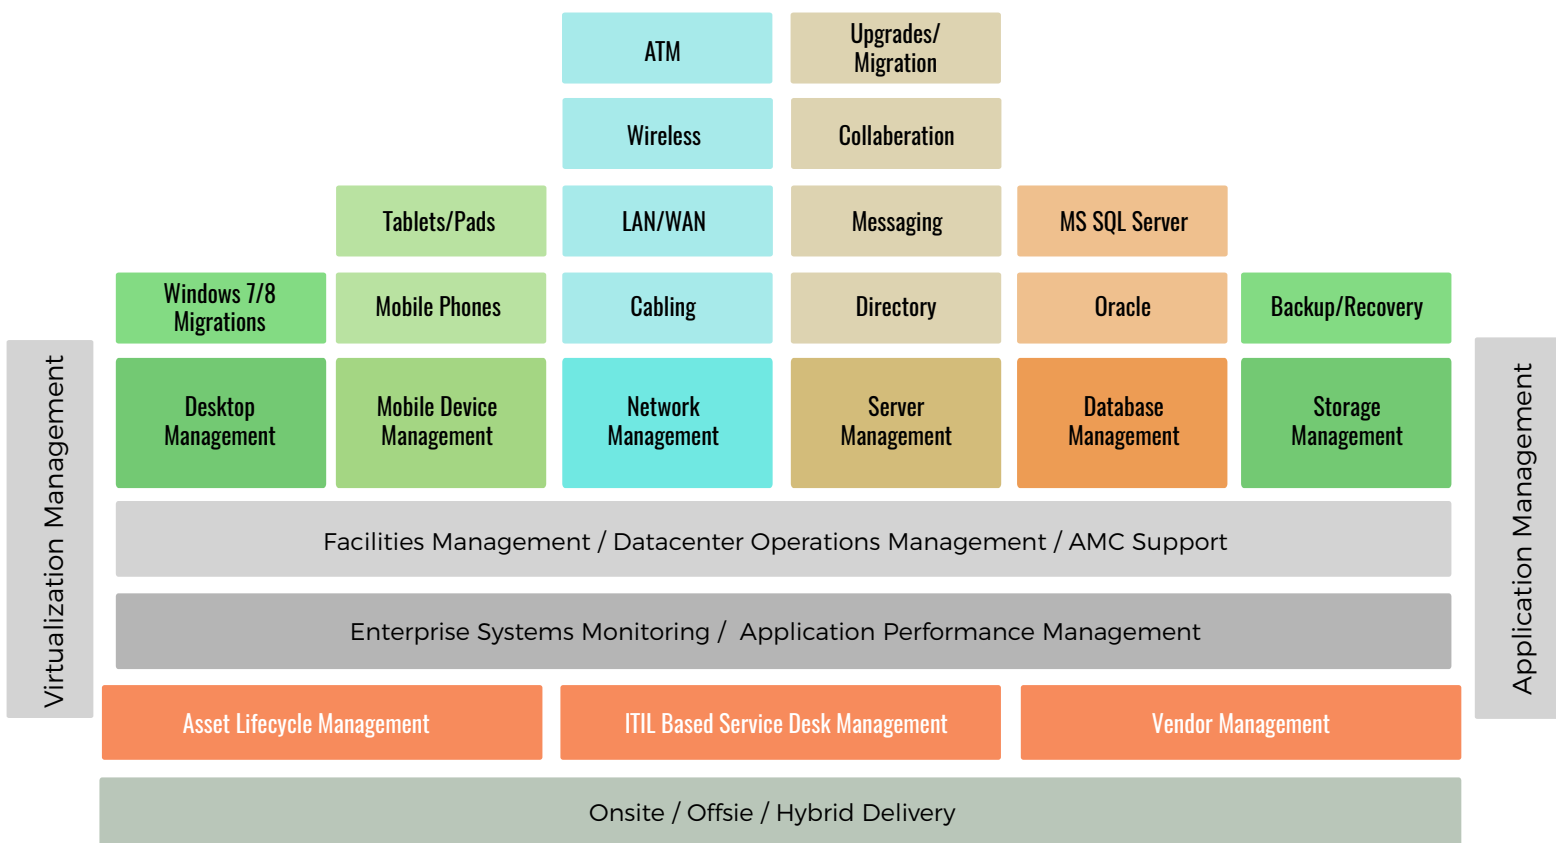 ATM
Upgrades/
Migration
Wireless
Collaberation
Tablets/Pads
LAN/WAN
Messaging
MS SQL Server
Windows 7/8
Migrations
Mobile Phones
Cabling
Directory
Oracle
Backup/Recovery
Virtualization Management
Desktop
Management
Mobile Device
Management
Network
Management
Server
Management
Database
Management
Storage
Management
Application Management
Facilities Management / Datacenter Operations Management / AMC Support
Enterprise Systems Monitoring / Application Performance Management
Asset Lifecycle Management
ITIL Based Service Desk Management
Vendor Management
Onsite / Offsie / Hybrid Delivery